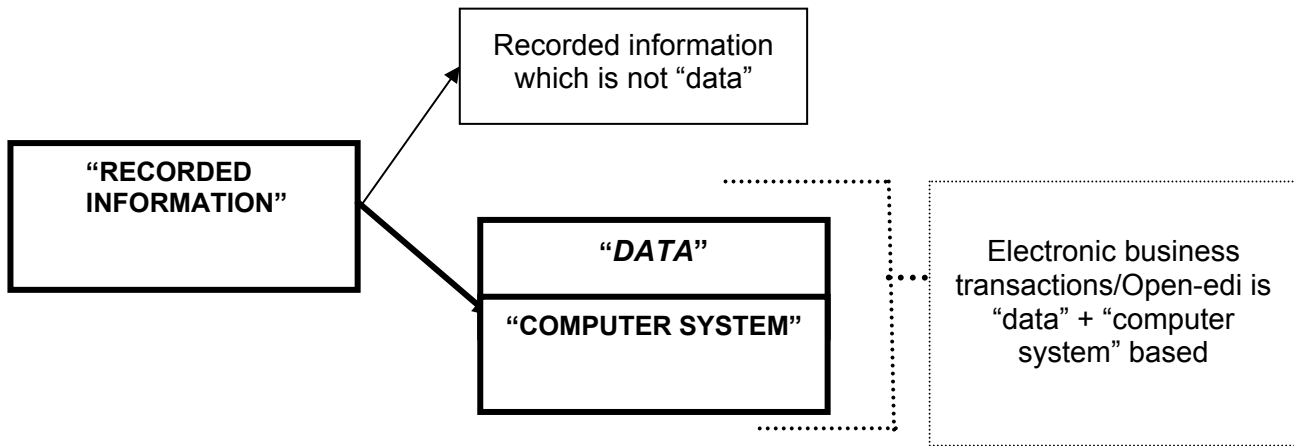 Recorded information
which is not “data”
“RECORDED
INFORMATION”
“DATA”
“COMPUTER SYSTEM”
Electronic business
transactions/Open-edi is
“data” + “computer
system” based